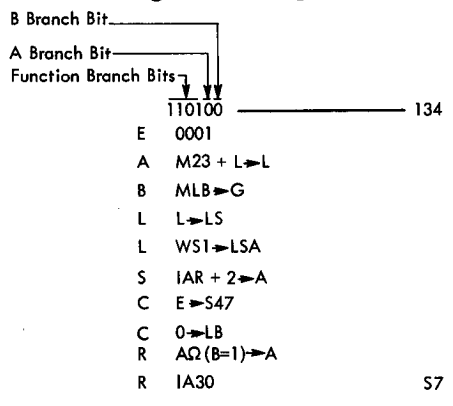 B Branch Bit
A Branch Bit
Function Branch Bits
110100 134
E 0001
A M23 + L→L
B MLB→G
L L→LS
L WS1→LSA
S IAR + 2→A
C E→S47
C 0→LB
R AΩ(B=1)→A
R IA30 S7